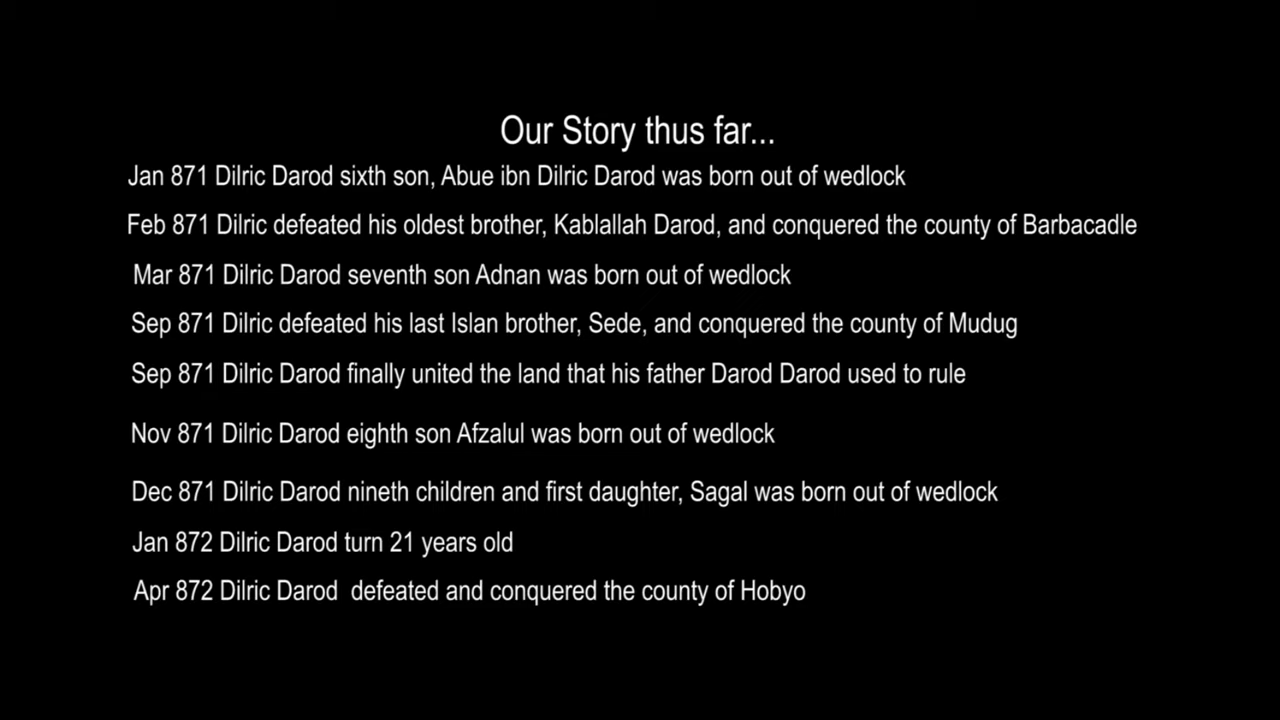 Our Story thus far...
Jan 871 Dilric Darod sixth son, Abue ibn Dilric Darod was born out of wedlock
Feb 871 Dilric defeated his oldest brother, Kablallah Darod, and conquered the county of Barbacadle
Mar 871 Dilric Darod seventh son Adnan was born out of wedlock
Sep 871 Dilric defeated his last Islan brother, Sede, and conquered the county of Mudug
Sep 871 Dilric Darod finally united the land that his father Darod Darod used to rule
Nov 871 Dilric Darod eighth son Afzalul was born out of wedlock
Dec 871 Dilric Darod nineth children and first daughter, Sagal was born out of wedlock
Jan 872 Dilric Darod turn 21 years old
Apr 872 Dilric Darod  defeated and conquered the county of Hobyo